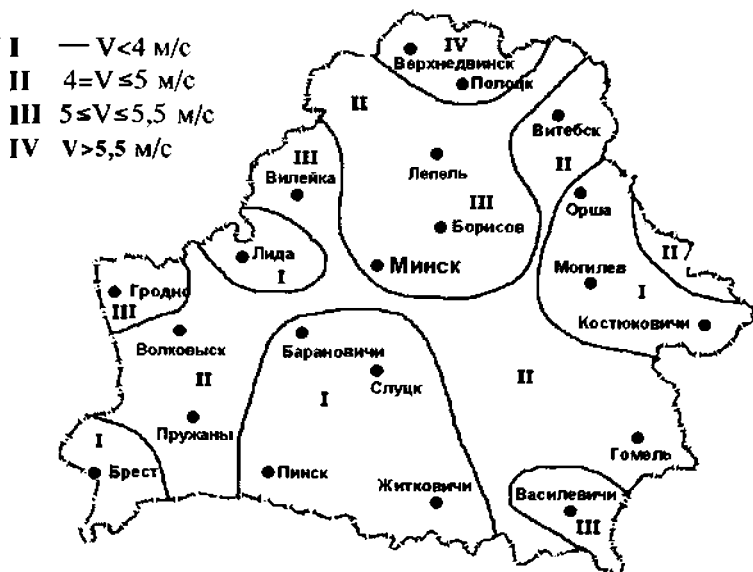 I — V<4 м/с
II 4=V≤5 м/с
III 5≤V≤5,5 м/с
IV V>5,5 м/с
IV
Верхнедвинск
Полоцк
II
Витебск
III
Вилейка
Лепель
II
III
Орша
Борисов
Лида
I
Минск
II
Могилев
I
Гродно
III
Костюковичи
Волковыск
Барановичи
II
I
Слуцк
II
Пружаны
I
Гомель
Брест
Пинск
Житковичи
Василевичи
III